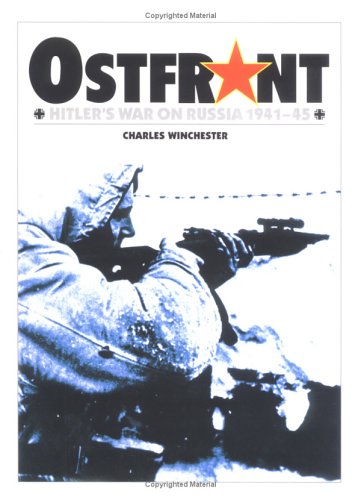 Copyrighted Material
OSTFRONT
HITLER'S WAR ON RUSSIA 1941–45
CHARLES WINCHESTER
Copyrighted Material